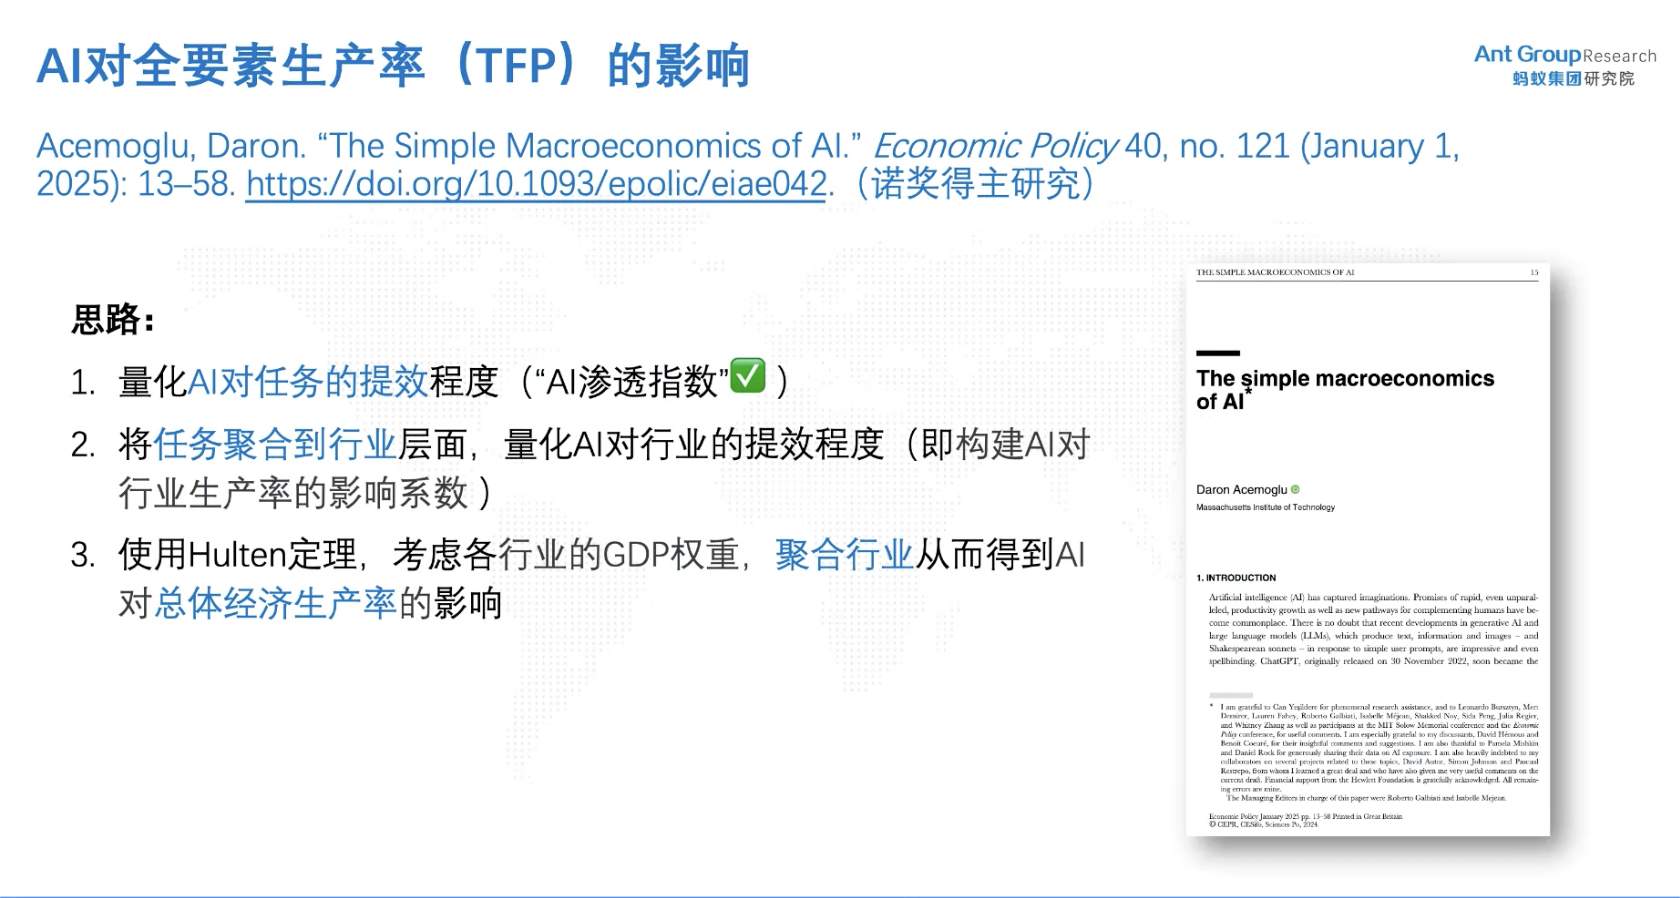 AI对全要素生产率（TFP）的影响
Ant Group Research
蚂蚁集团研究院
Acemoglu, Daron. “The Simple Macroeconomics of AI.” Economic Policy 40, no. 121 (January 1,
2025): 13–58. https://doi.org/10.1093/epolic/eiae042.（诺奖得主研究）
思路：
1. 量化AI对任务的提效程度（“AI渗透指数”✅）
2. 将任务聚合到行业层面，量化AI对行业的提效程度（即构建AI对
行业生产率的影响系数）
3. 使用Hulten定理，考虑各行业的GDP权重，聚合行业从而得到AI
对总体经济生产率的影响
THE SIMPLE MACROECONOMICS OF AI 15
The simple macroeconomics
of AI*
Daron Acemoglu
Massachusetts Institute of Technology
1. INTRODUCTION
Artificial intelligence (AI) has captured imaginations. Promises of rapid, even unparal-
leled, productivity growth as well as new pathways for complementing humans have be-
come commonplace. There is no doubt that recent developments in generative AI and
large language models (LLMs), which produce text, information and images – and
Shakespearean sonnets – in response to simple user prompts, are impressive and even
spellbinding. ChatGPT, originally released on 30 November 2022, soon became the
* I am grateful to Can Yeşildere for phenomenal research assistance, and to Leonardo Bursztyn, Mert
Demirer, Lauren Fahey, Roberto Galbiati, Isabelle Méjean, Shakked Noy, Sida Peng, Julia Regier,
and Whitney Zhang as well as participants at the MIT Solow Memorial conference and the Economic
Policy conference, for useful comments. I am especially grateful to my discussants, David Hémous and
Benoît Coeuré, for their insightful comments and suggestions. I am also thankful to Pamela Mishkin
and Daniel Rock for generously sharing their data on AI exposure. I am also heavily indebted to my
collaborators on several projects related to these topics, David Autor, Simon Johnson and Pascual
Restrepo, from whom I learned a great deal and who have also given me very useful comments on the
current draft. Financial support from the Hewlett Foundation is gratefully acknowledged. All remain-
ing errors are mine.
The Managing Editors in charge of this paper were Roberto Galbiati and Isabelle Mejean.
Economic Policy January 2025 pp. 13–58 Printed in Great Britain
© CEPR, CESifo, Sciences Po, 2024.